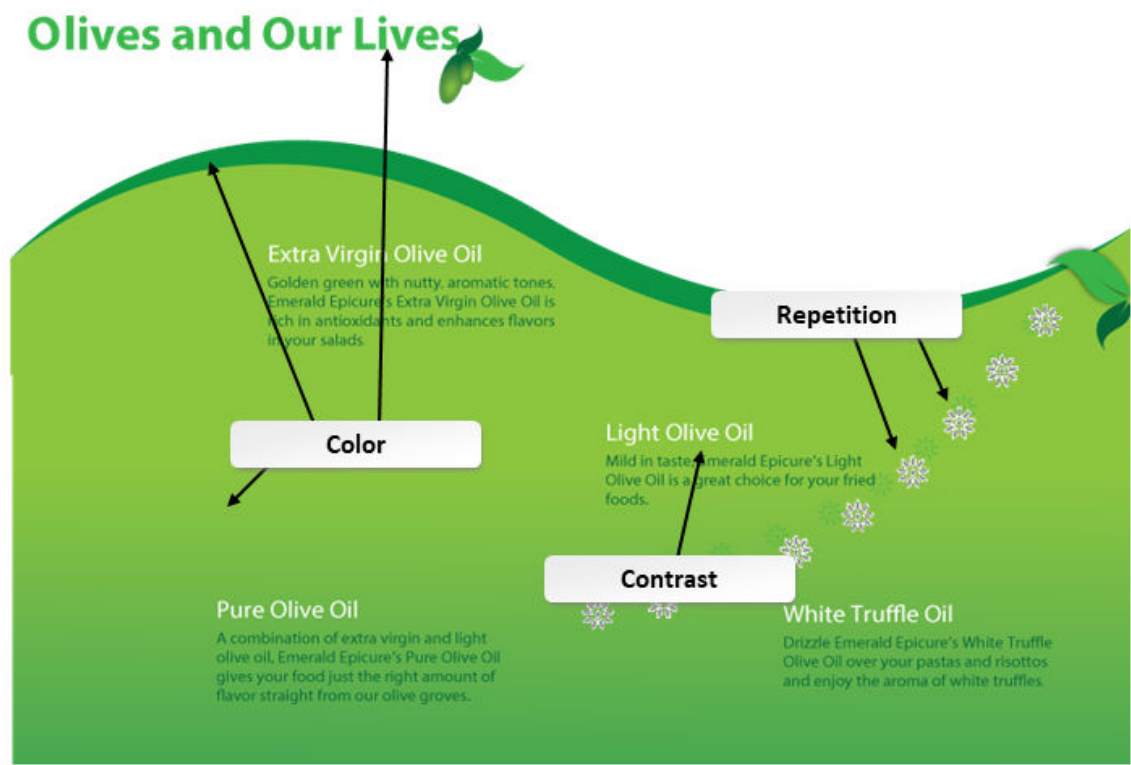 Olives and Our Lives
Extra Virgin Olive Oil
Golden green with nutty, aromatic tones,
Emerald Epicure's Extra Virgin Olive Oil is
rich in antioxidants and enhances flavors
in your salads.
Repetition
Color
Light Olive Oil
Mild in taste, Emerald Epicure's Light
Olive Oil is a great choice for your fried
foods.
Contrast
Pure Olive Oil
A combination of extra virgin and light
olive oil, Emerald Epicure's Pure Olive Oil
gives your food just the right amount of
flavor straight from our olive groves.
White Truffle Oil
Drizzle Emerald Epicure's White Truffle
Olive Oil over your pastas and risottos
and enjoy the aroma of white truffles.